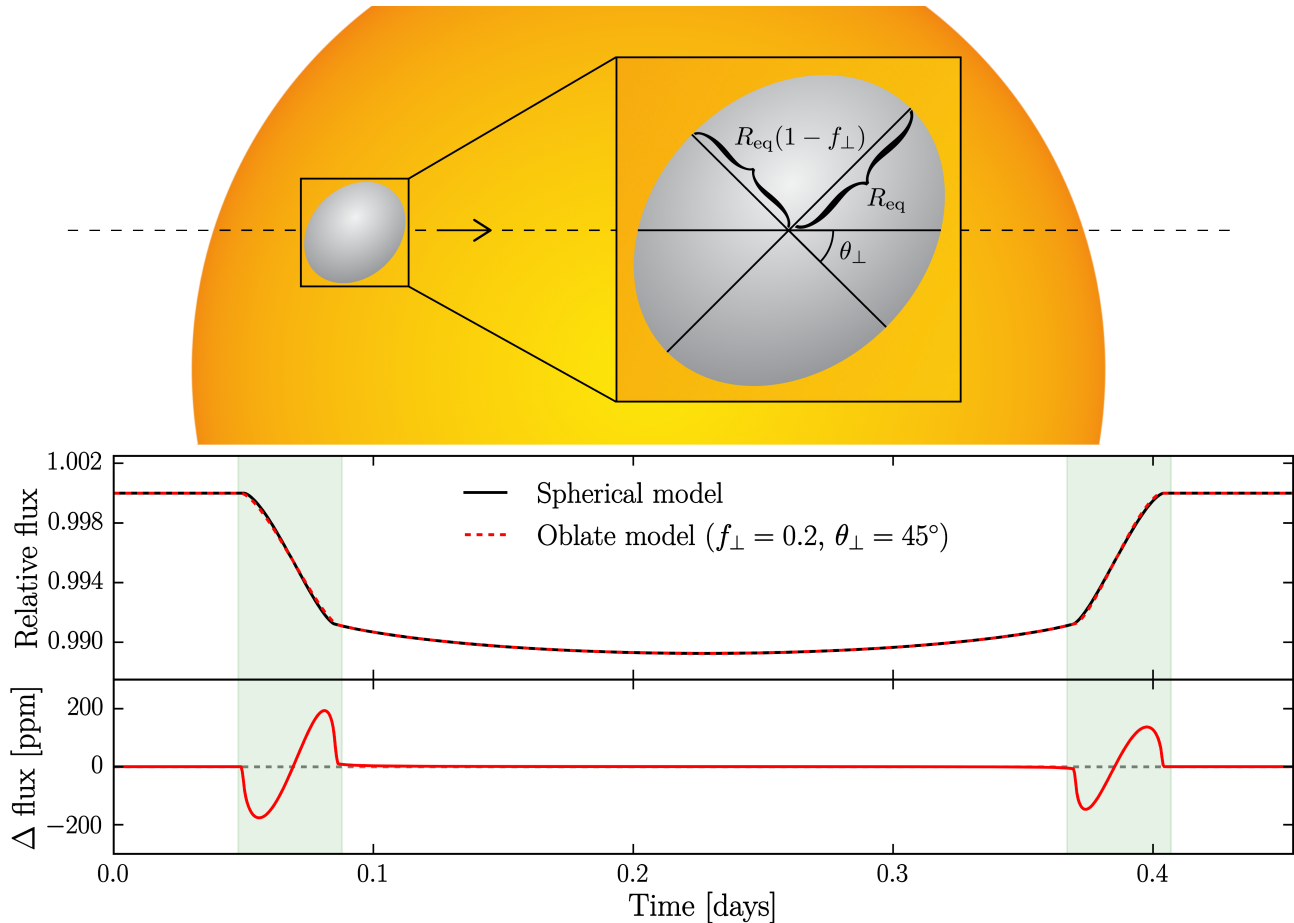 R_eq(1 − f_⊥)
R_eq
θ_⊥
1.002
0.998
0.994
0.990
Relative flux
Spherical model
Oblate model (f_⊥ = 0.2, θ_⊥ = 45°)
200
0
−200
Δ flux [ppm]
0.0 0.1 0.2 0.3 0.4
Time [days]